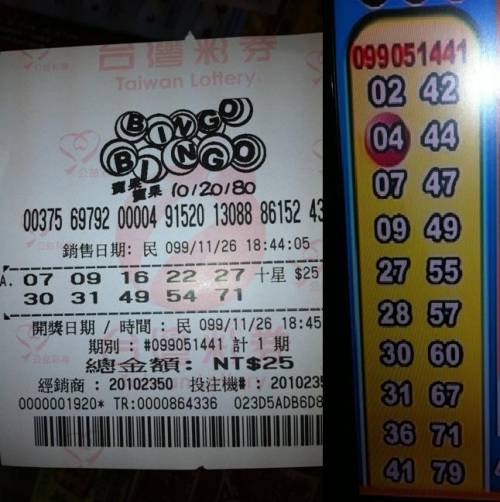 台灣彩券
Taiwan Lottery
BINGO
BINGO
賓果
賓果 10/20/80
00375 69792 00004 91520 13088 86152 43
銷售日期: 民 099/11/26 18:44:05
A. 07 09 16 22 27 十星 $25
30 31 49 54 71
開獎日期 / 時間 : 民 099/11/26 18:45
期別 : #099051441 計 1 期
總金額: NT$25
經銷商 : 20102350 投注機# : 2010235
0000001920* TR:0000864336 023D5ADB6D8
099051441
02 42
04 44
07 47
09 49
27 55
28 57
30 60
31 67
36 71
41 79